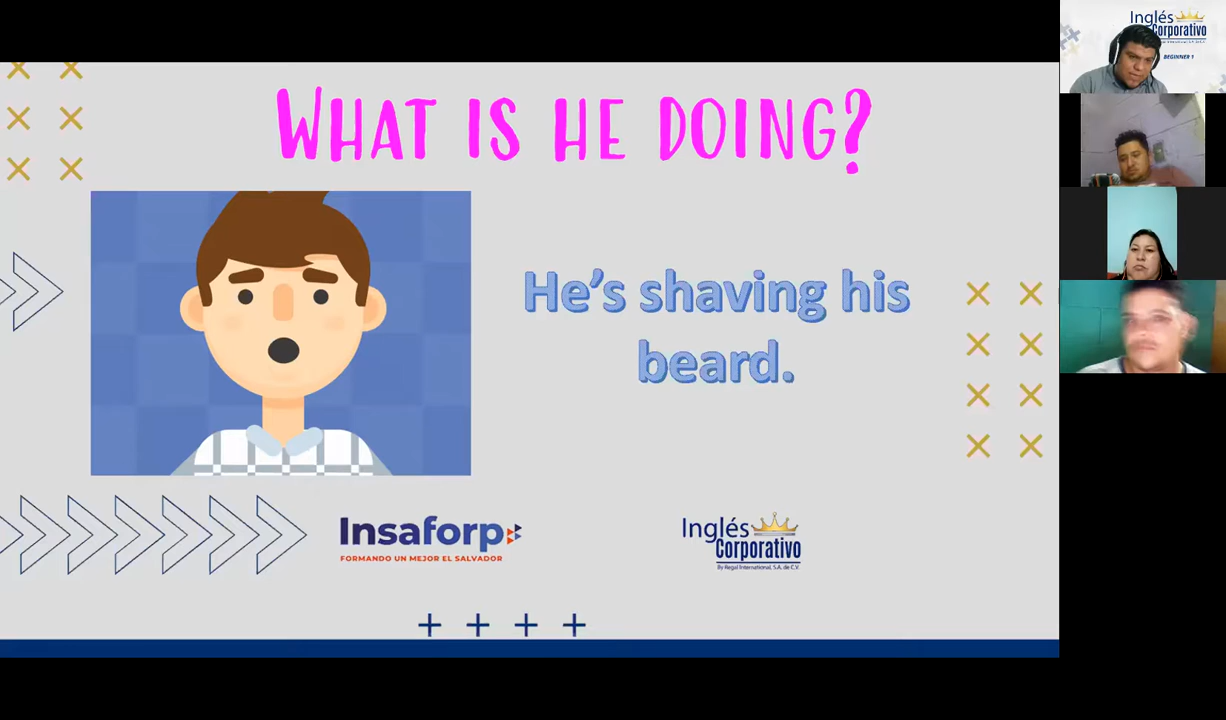 WHAT IS HE DOING?
He's shaving his
beard.
Insaforp
FORMANDO UN MEJOR EL SALVADOR
Inglés
Corporativo
By Regal International, S.A. de C.V.
Inglés
Corporativo
BEGINNER 1